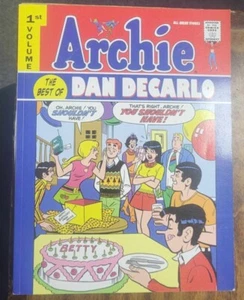 1st
VOLUME
Archie
THE BEST OF
DAN DECARLO
OH, ARCHIE! YOU
SHOULDN'T
HAVE!
THAT'S RIGHT, ARCHIE!
YOU SHOULDN'T
HAVE!
BETTY